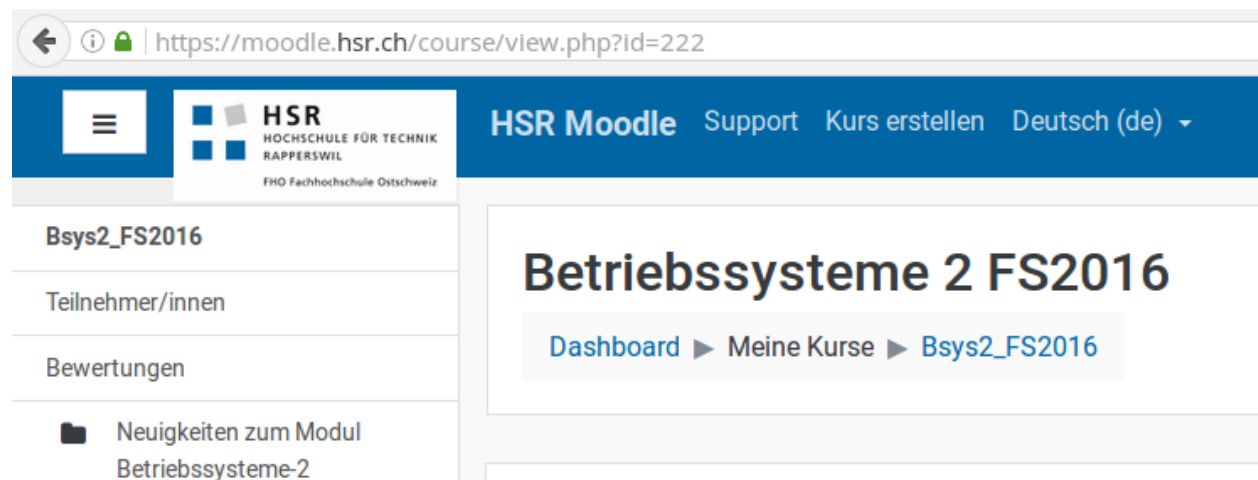 https://moodle.hsr.ch/course/view.php?id=222
HSR
HOCHSCHULE FÜR TECHNIK
RAPPERSWIL
FHO Fachhochschule Ostschweiz
HSR Moodle Support Kurs erstellen Deutsch (de)
Bsys2_FS2016
Teilnehmer/innen
Bewertungen
Neuigkeiten zum Modul
Betriebssysteme-2
Betriebssysteme 2 FS2016
Dashboard ▶ Meine Kurse ▶ Bsys2_FS2016